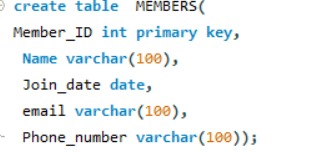 create table  MEMBERS(
Member_ID int primary key,
Name varchar(100),
Join_date date,
email varchar(100),
Phone_number varchar(100));